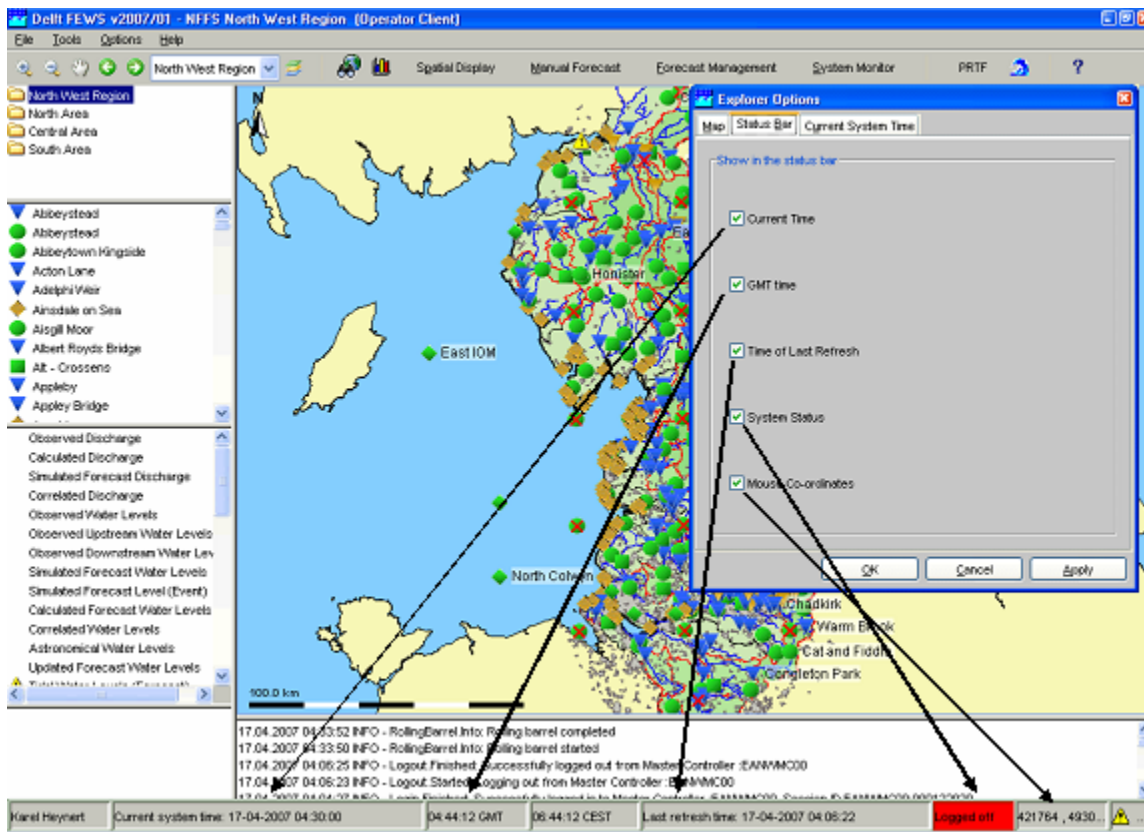 Delft FEWS v2007/01 - NFFS North West Region (Operator Client)
File Tools Options Help
North West Region Spatial Display Manual Forecast Forecast Management System Monitor PRTF ?
North West Region
North Area
Central Area
South Area
Abbeystead
Abbeystead
Abbeytown Kingside
Acton Lane
Adelphi Weir
Ainsdale on Sea
Aisgill Moor
Albert Royds Bridge
Alt - Crossens
Appleby
Appley Bridge
Observed Discharge
Calculated Discharge
Simulated Forecast Discharge
Correlated Discharge
Observed Water Levels
Observed Upstream Water Levels
Observed Downstream Water Lev
Simulated Forecast Water Levels
Simulated Forecast Level (Event)
Calculated Forecast Water Levels
Correlated Water Levels
Astronomical Water Levels
Updated Forecast Water Levels
Tidal Water Levels (Forecast)
N
Honister
East IOM
North Colwyn
Chadkirk
Warm Brook
Cat and Fiddle
Congleton Park
100.0 km
Explorer Options
Map Status Bar Current System Time
Show in the status bar
Current Time
GMT time
Time of Last Refresh
System Status
Mouse Co-ordinates
OK Cancel Apply
17.04.2007 04:33:52 INFO - RollingBarrel.Info: Rolling barrel completed
17.04.2007 04:33:50 INFO - RollingBarrel.Info: Rolling barrel started
17.04.2007 04:06:25 INFO - Logout.Finished: Successfully logged out from Master Controller :EANWMC00
17.04.2007 04:06:23 INFO - Logout.Started: Logging out from Master Controller :EANWMC00
Karel Heynert Current system time: 17-04-2007 04:30:00 04:44:12 GMT 06:44:12 CEST Last refresh time: 17-04-2007 04:06:22 Logged off 421764 , 4930...